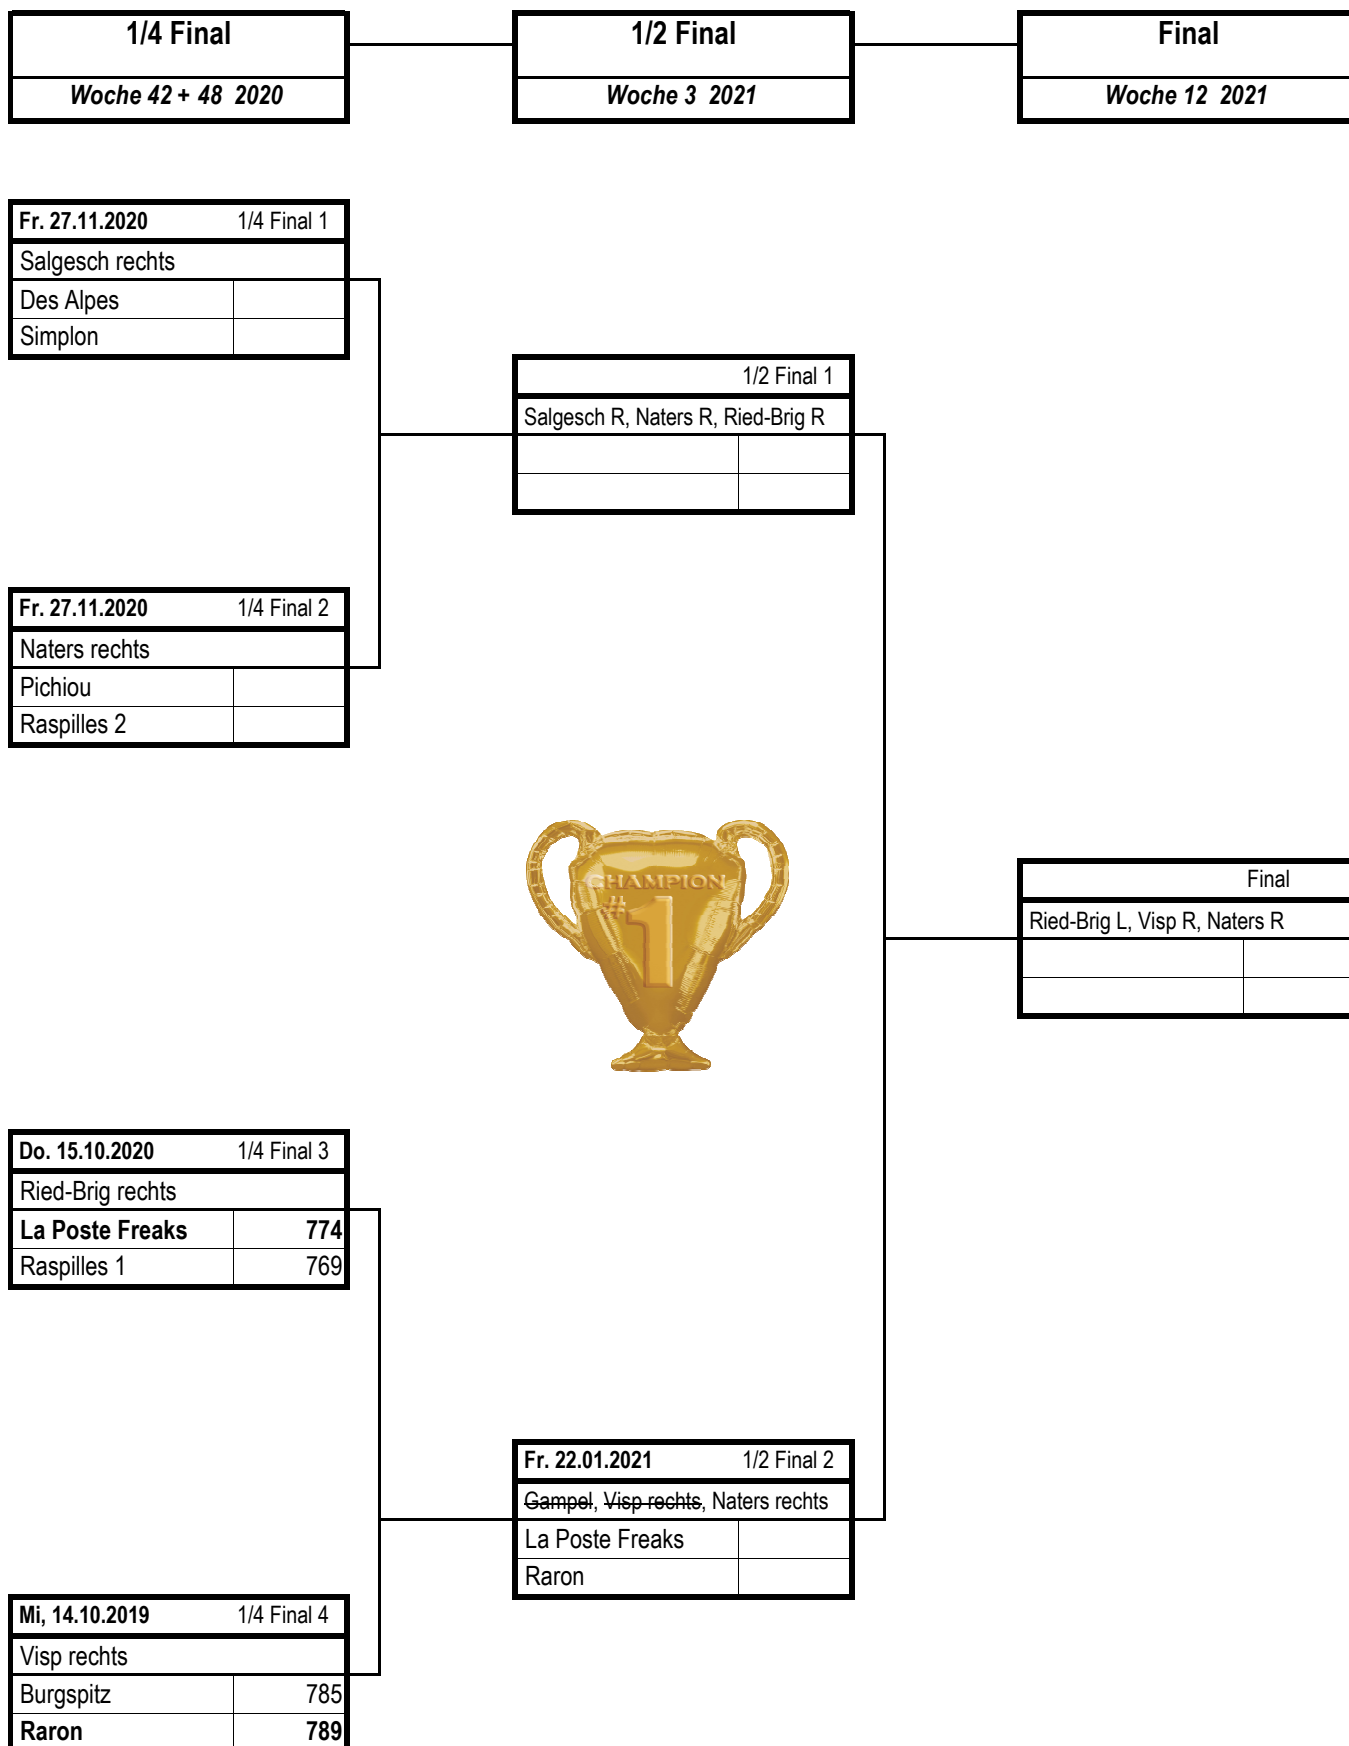 1/4 Final
1/2 Final
Final
Woche 42 + 48 2020
Woche 3 2021
Woche 12 2021
Fr. 27.11.2020 1/4 Final 1
Salgesch rechts
Des Alpes
Simplon
1/2 Final 1
Salgesch R, Naters R, Ried-Brig R
Fr. 27.11.2020 1/4 Final 2
Naters rechts
Pichiou
Raspilles 2
CHAMPION
#1
Final
Ried-Brig L, Visp R, Naters R
Do. 15.10.2020 1/4 Final 3
Ried-Brig rechts
La Poste Freaks 774
Raspilles 1 769
Fr. 22.01.2021 1/2 Final 2
Gampel, Visp rechts, Naters rechts
La Poste Freaks
Raron
Mi, 14.10.2019 1/4 Final 4
Visp rechts
Burgspitz 785
Raron 789